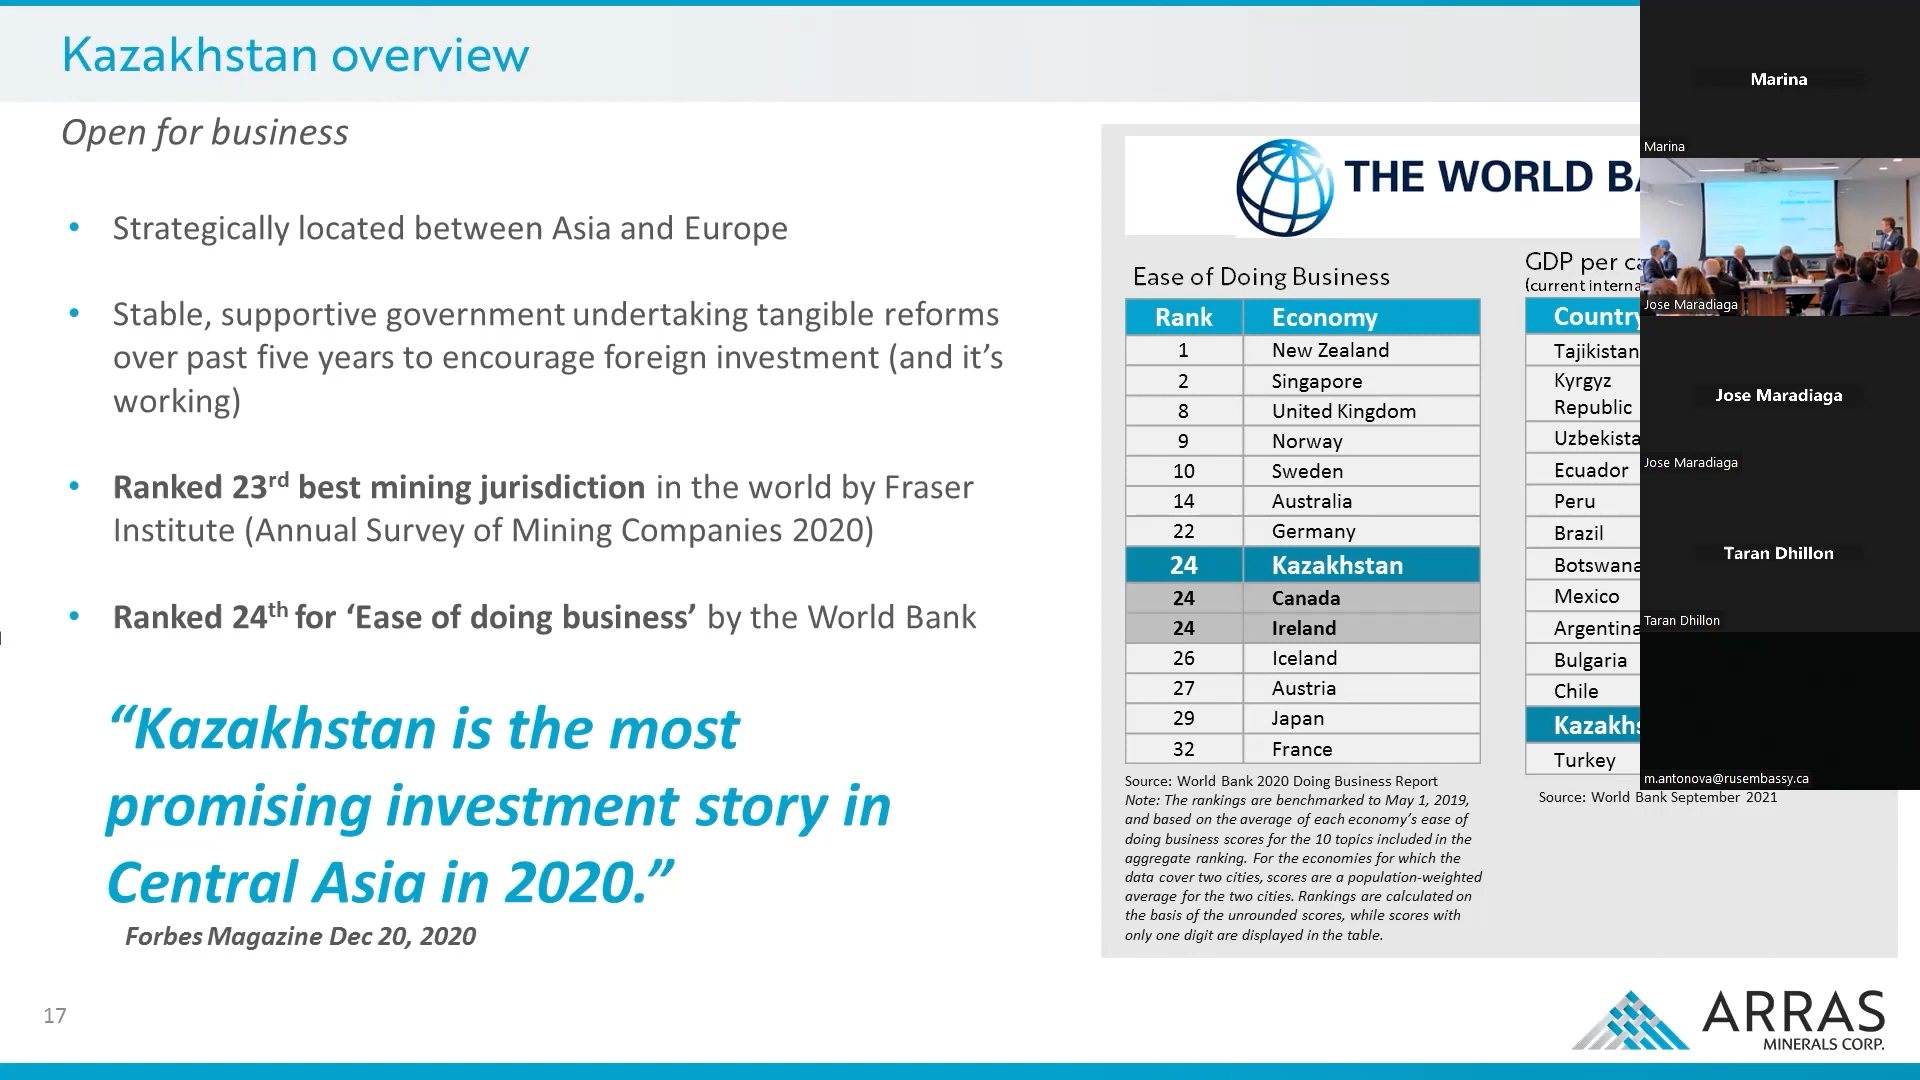 Kazakhstan overview
Open for business
• Strategically located between Asia and Europe
• Stable, supportive government undertaking tangible reforms
over past five years to encourage foreign investment (and it’s
working)
• Ranked 23rd best mining jurisdiction in the world by Fraser
Institute (Annual Survey of Mining Companies 2020)
• Ranked 24th for ‘Ease of doing business’ by the World Bank
“Kazakhstan is the most
promising investment story in
Central Asia in 2020.”
Forbes Magazine Dec 20, 2020
17
THE WORLD BA
Ease of Doing Business
Rank Economy
1 New Zealand
2 Singapore
8 United Kingdom
9 Norway
10 Sweden
14 Australia
22 Germany
24 Kazakhstan
24 Canada
24 Ireland
26 Iceland
27 Austria
29 Japan
32 France
Source: World Bank 2020 Doing Business Report
Note: The rankings are benchmarked to May 1, 2019,
and based on the average of each economy’s ease of
doing business scores for the 10 topics included in the
aggregate ranking. For the economies for which the
data cover two cities, scores are a population-weighted
average for the two cities. Rankings are calculated on
the basis of the unrounded scores, while scores with
only one digit are displayed in the table.
GDP per ca
(current interna
Country
Tajikistan
Kyrgyz
Republic
Uzbekista
Ecuador
Peru
Brazil
Botswana
Mexico
Argentina
Bulgaria
Chile
Kazakhs
Turkey
Source: World Bank September 2021
Marina
Marina
Jose Maradiaga
Jose Maradiaga
Jose Maradiaga
Taran Dhillon
Taran Dhillon
m.antonova@rusembassy.ca
ARRAS
MINERALS CORP.